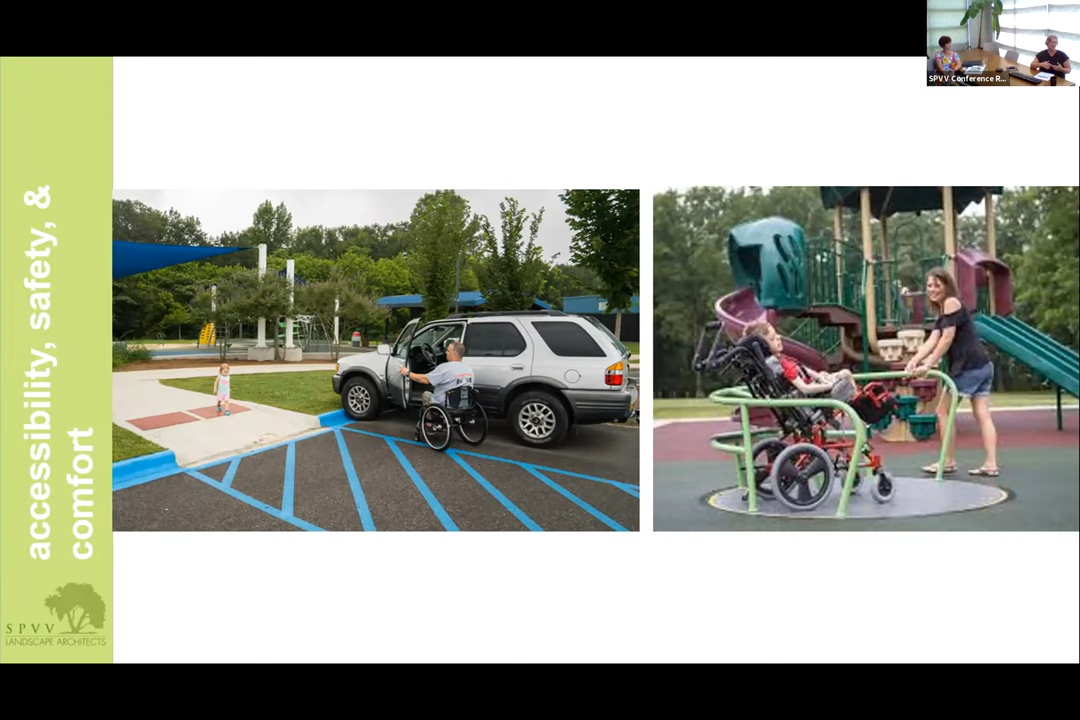 accessibility, safety, &
comfort
SPVV
LANDSCAPE ARCHITECTS
SPVV Conference R...